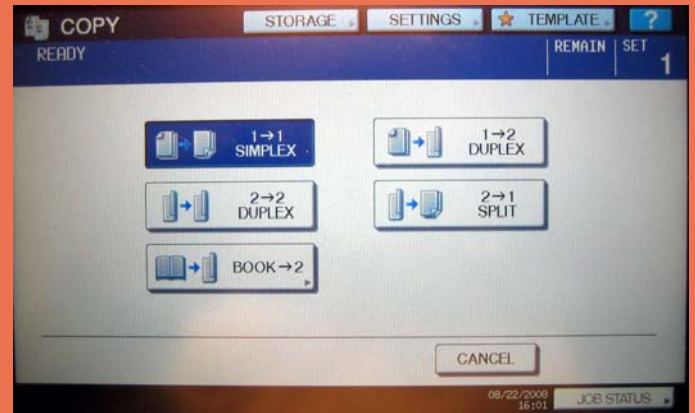 COPY STORAGE SETTINGS TEMPLATE ?
READY REMAIN SET 1
1→1 SIMPLEX
1→2 DUPLEX
2→2 DUPLEX
2→1 SPLIT
BOOK→2
CANCEL
08/22/2008
16:01 JOB STATUS